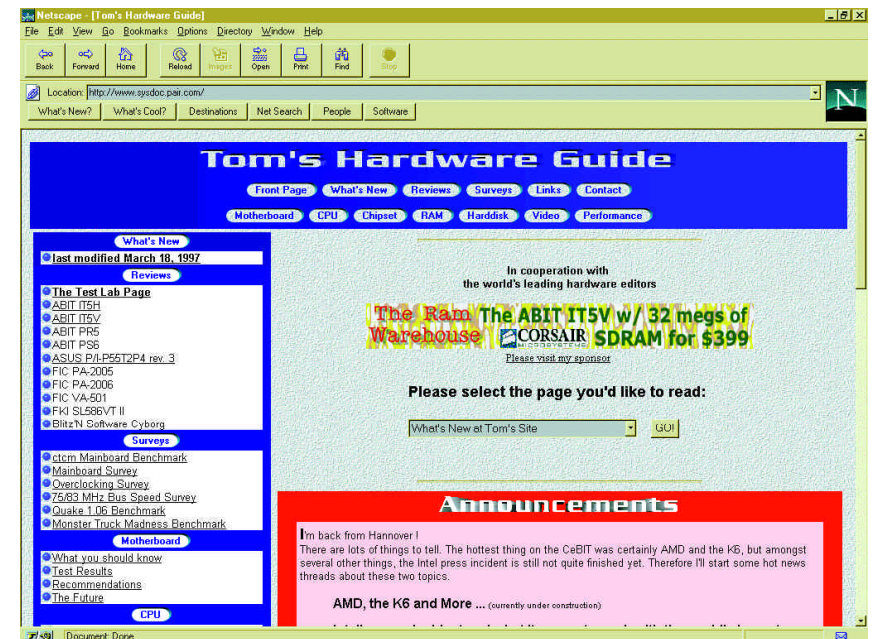 Netscape - [Tom's Hardware Guide]
File Edit View Go Bookmarks Options Directory Window Help
Back Forward Home Reload Images Open Print Find Stop
Location: http://www.sysdoc.pair.com/
N
What's New? What's Cool? Destinations Net Search People Software
Tom's Hardware Guide
Front Page What's New Reviews Surveys Links Contact
Motherboard CPU Chipset RAM Harddisk Video Performance
What's New
last modified March 18, 1997
Reviews
The Test Lab Page
ABIT IT5H
ABIT IT5V
ABIT PR5
ABIT PS6
ASUS P/I-P55T2P4 rev. 3
FIC PA-2005
FIC PA-2006
FIC VA-501
FKI SL586VT II
Blitz'N Software Cyborg
Surveys
ctcm Mainboard Benchmark
Mainboard Survey
Overclocking Survey
75/83 MHz Bus Speed Survey
Quake 1.06 Benchmark
Monster Truck Madness Benchmark
Motherboard
What you should know
Test Results
Recommendations
The Future
CPU
In cooperation with
the world's leading hardware editors
The Ram Warehouse
The ABIT IT5V w/ 32 megs of
CORSAIR MICROSYSTEMS SDRAM for $399
Please visit my sponsor
Please select the page you'd like to read:
What's New at Tom's Site GO!
Announcements
I'm back from Hannover !
There are lots of things to tell. The hottest thing on the CeBIT was certainly AMD and the K6, but amongst
several other things, the Intel press incident is still not quite finished yet. Therefore I'll start some hot news
threads about these two topics.
AMD, the K6 and More ... (currently under construction)
Document: Done